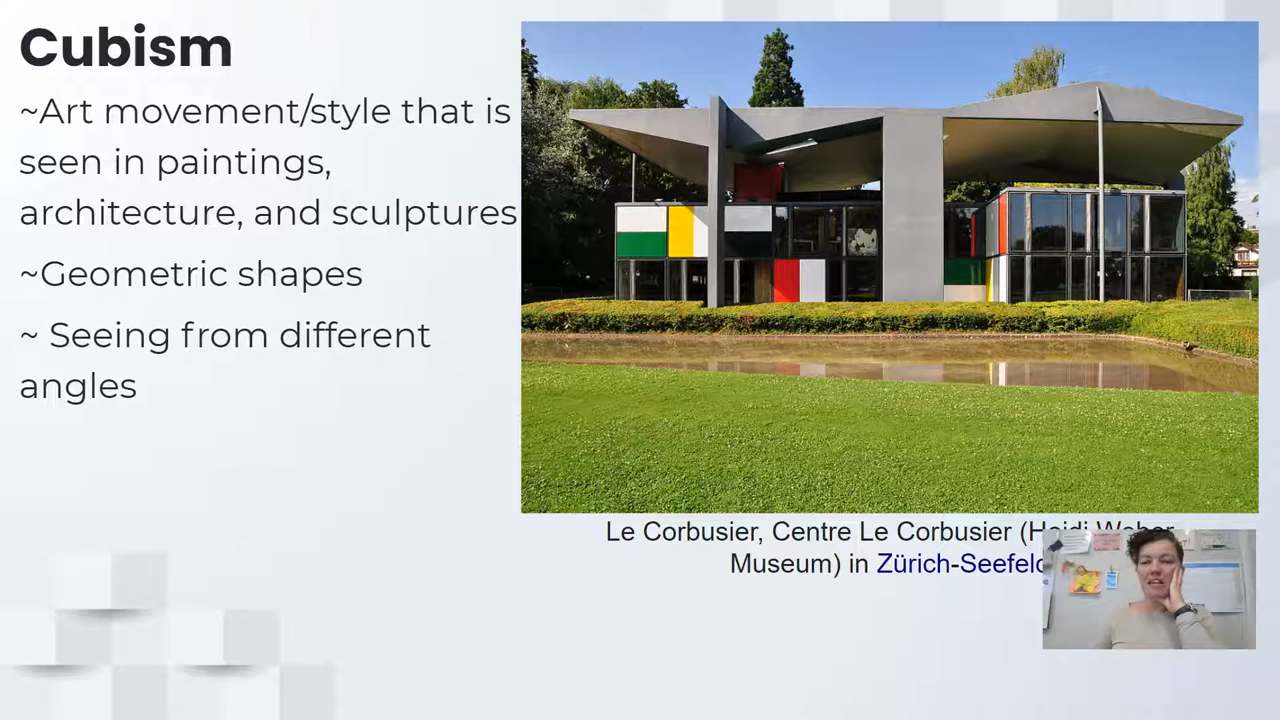 Cubism
~Art movement/style that is
seen in paintings,
architecture, and sculptures
~Geometric shapes
~ Seeing from different
angles
Le Corbusier, Centre Le Corbusier (Heidi Weber
Museum) in Zürich-Seefeld